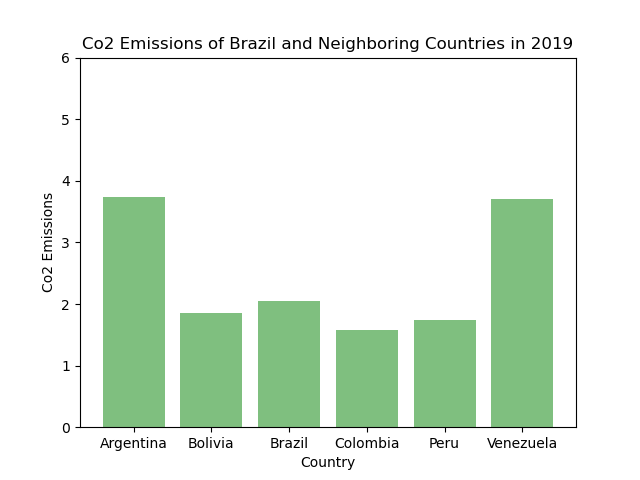 Co2 Emissions of Brazil and Neighboring Countries in 2019
6
5
4
3
2
1
0
Co2 Emissions
Argentina Bolivia Brazil Colombia Peru Venezuela
Country